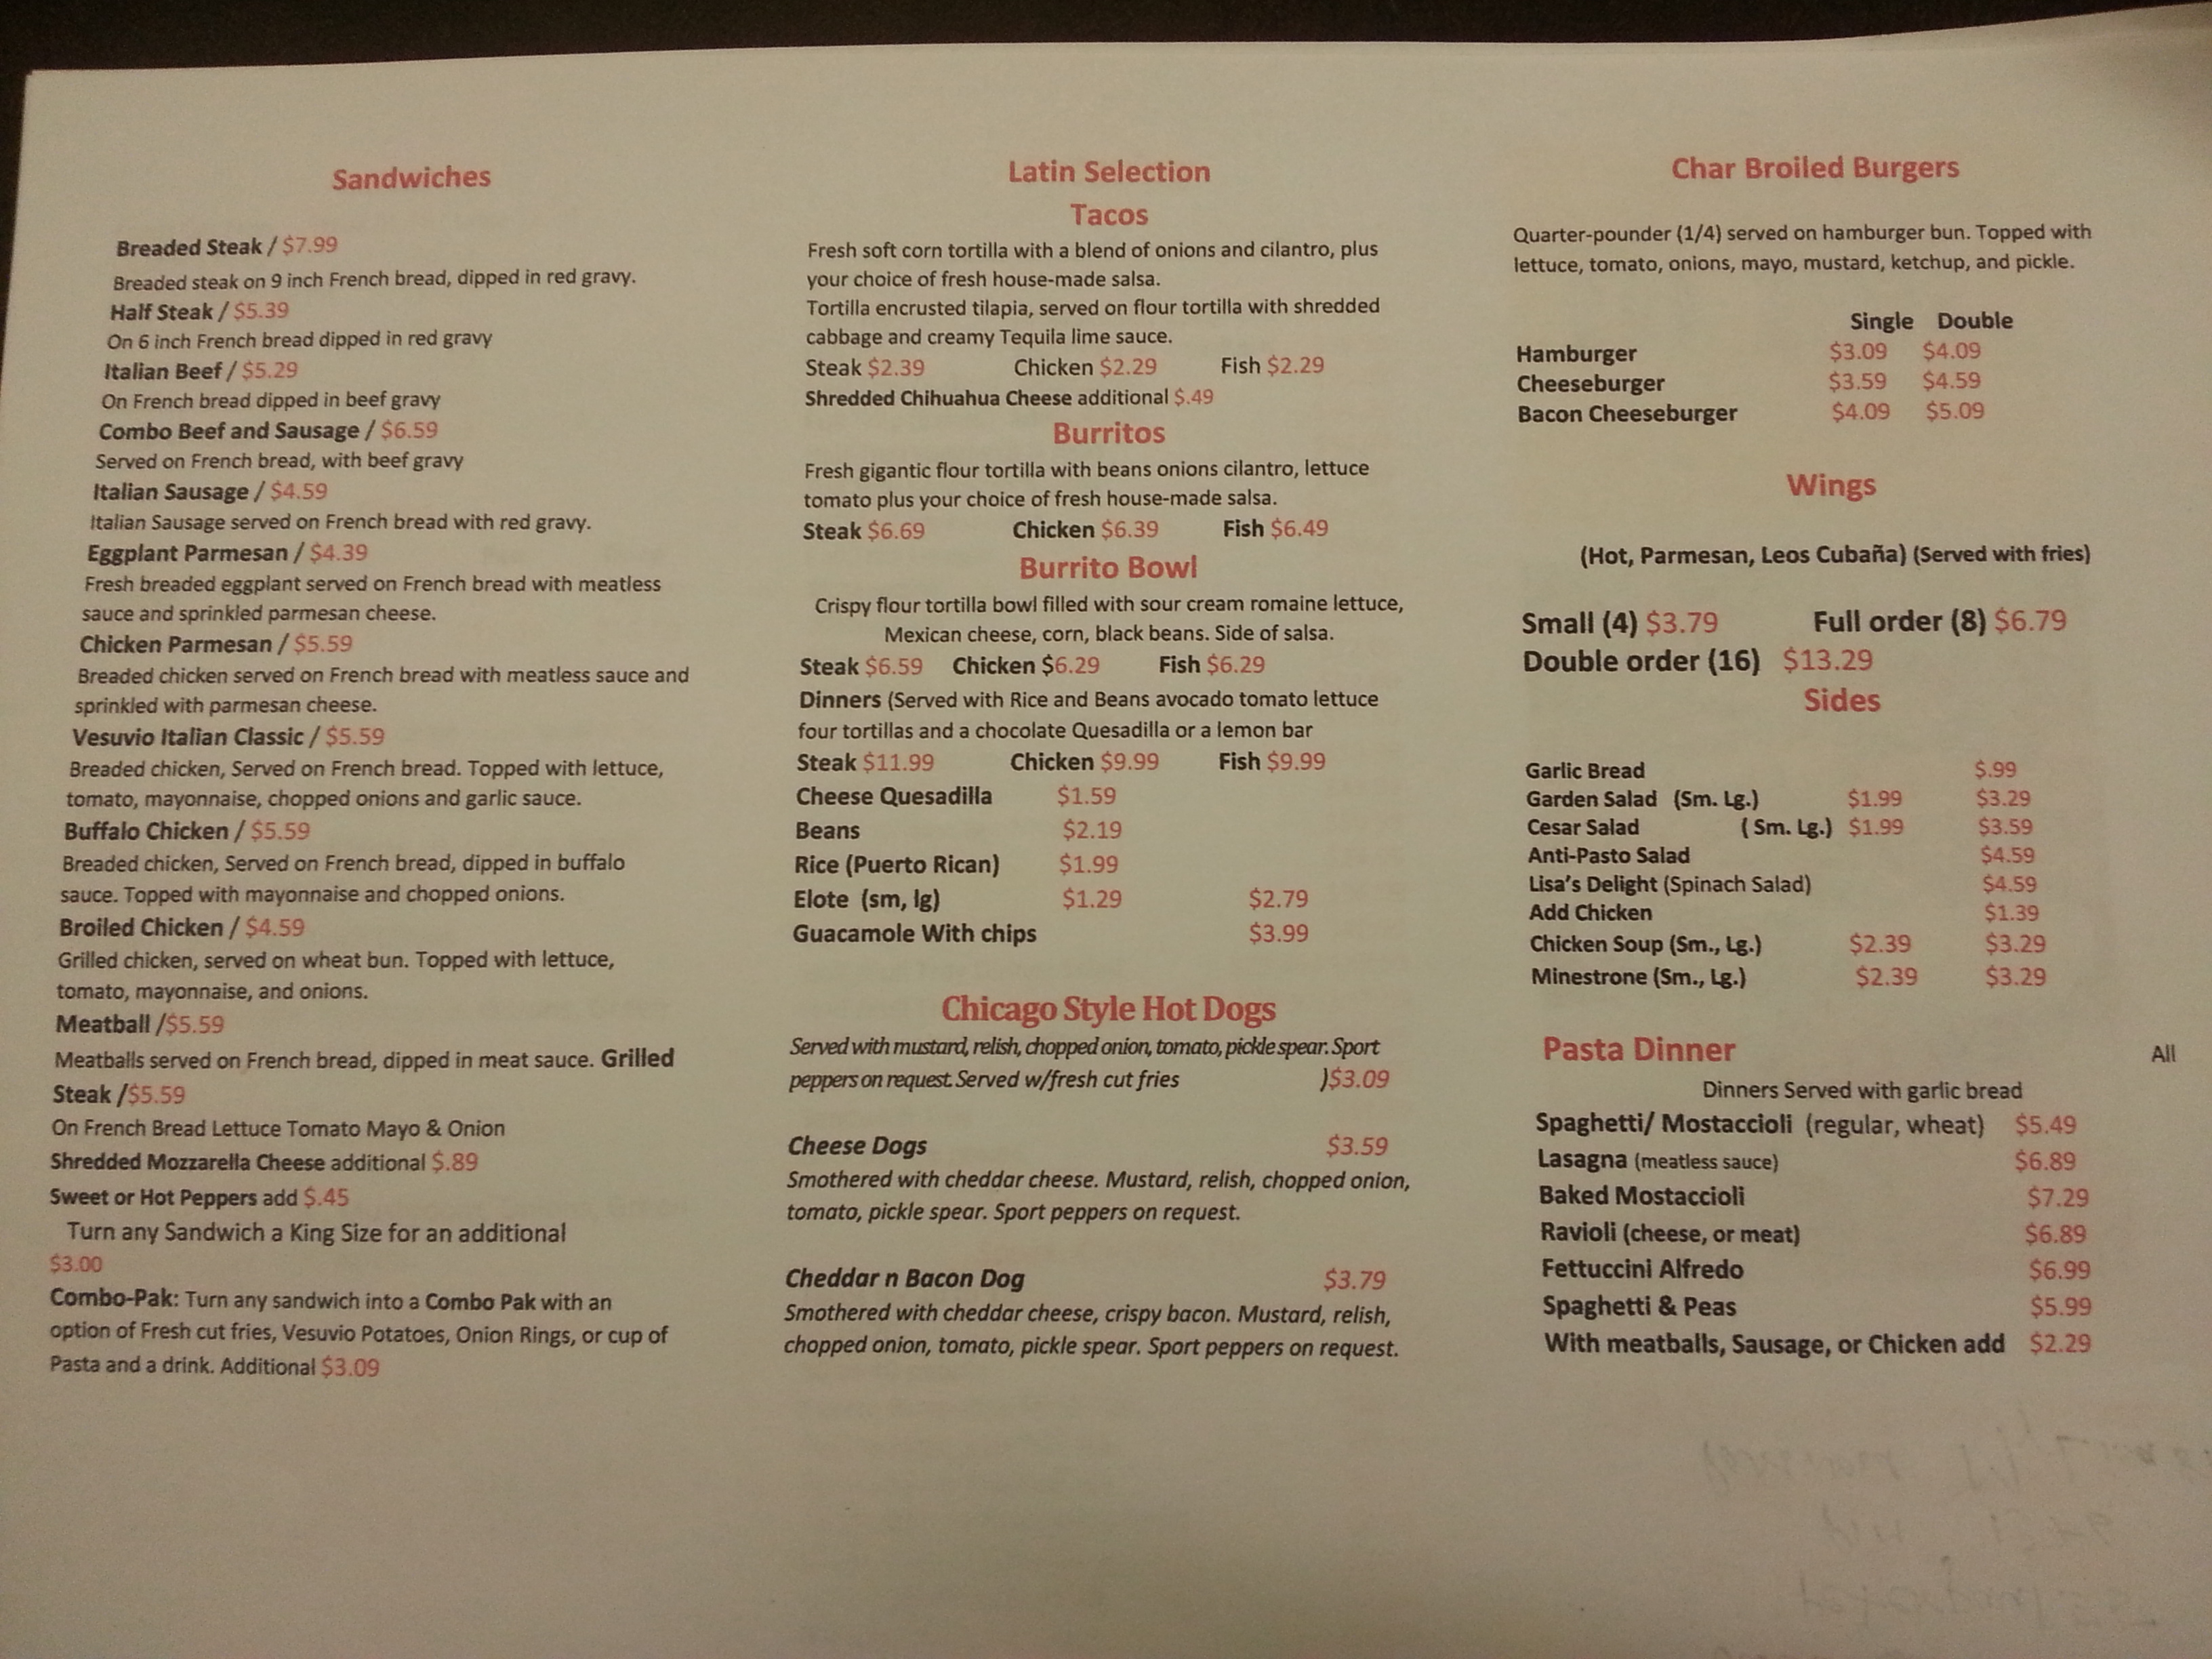 Sandwiches
Breaded Steak / $7.99
Breaded steak on 9 inch French bread, dipped in red gravy.
Half Steak / $5.39
On 6 inch French bread dipped in red gravy
Italian Beef / $5.29
On French bread dipped in beef gravy
Combo Beef and Sausage / $6.59
Served on French bread, with beef gravy
Italian Sausage / $4.59
Italian Sausage served on French bread with red gravy.
Eggplant Parmesan / $4.39
Fresh breaded eggplant served on French bread with meatless
sauce and sprinkled parmesan cheese.
Chicken Parmesan / $5.59
Breaded chicken served on French bread with meatless sauce and
sprinkled with parmesan cheese.
Vesuvio Italian Classic / $5.59
Breaded chicken, Served on French bread. Topped with lettuce,
tomato, mayonnaise, chopped onions and garlic sauce.
Buffalo Chicken / $5.59
Breaded chicken, Served on French bread, dipped in buffalo
sauce. Topped with mayonnaise and chopped onions.
Broiled Chicken / $4.59
Grilled chicken, served on wheat bun. Topped with lettuce,
tomato, mayonnaise, and onions.
Meatball /$5.59
Meatballs served on French bread, dipped in meat sauce. Grilled
Steak /$5.59
On French Bread Lettuce Tomato Mayo & Onion
Shredded Mozzarella Cheese additional $.89
Sweet or Hot Peppers add $.45
Turn any Sandwich a King Size for an additional
$3.00
Combo-Pak: Turn any sandwich into a Combo Pak with an
option of Fresh cut fries, Vesuvio Potatoes, Onion Rings, or cup of
Pasta and a drink. Additional $3.09
Latin Selection
Tacos
Fresh soft corn tortilla with a blend of onions and cilantro, plus
your choice of fresh house-made salsa.
Tortilla encrusted tilapia, served on flour tortilla with shredded
cabbage and creamy Tequila lime sauce.
Steak $2.39 Chicken $2.29 Fish $2.29
Shredded Chihuahua Cheese additional $.49
Burritos
Fresh gigantic flour tortilla with beans onions cilantro, lettuce
tomato plus your choice of fresh house-made salsa.
Steak $6.69 Chicken $6.39 Fish $6.49
Burrito Bowl
Crispy flour tortilla bowl filled with sour cream romaine lettuce,
Mexican cheese, corn, black beans. Side of salsa.
Steak $6.59 Chicken $6.29 Fish $6.29
Dinners (Served with Rice and Beans avocado tomato lettuce
four tortillas and a chocolate Quesadilla or a lemon bar
Steak $11.99 Chicken $9.99 Fish $9.99
Cheese Quesadilla $1.59
Beans $2.19
Rice (Puerto Rican) $1.99
Elote (sm, lg) $1.29 $2.79
Guacamole With chips $3.99
Chicago Style Hot Dogs
Served with mustard, relish, chopped onion, tomato, pickle spear. Sport
peppers on request. Served w/fresh cut fries )$3.09
Cheese Dogs $3.59
Smothered with cheddar cheese. Mustard, relish, chopped onion,
tomato, pickle spear. Sport peppers on request.
Cheddar n Bacon Dog $3.79
Smothered with cheddar cheese, crispy bacon. Mustard, relish,
chopped onion, tomato, pickle spear. Sport peppers on request.
Char Broiled Burgers
Quarter-pounder (1/4) served on hamburger bun. Topped with
lettuce, tomato, onions, mayo, mustard, ketchup, and pickle.
Single Double
Hamburger $3.09 $4.09
Cheeseburger $3.59 $4.59
Bacon Cheeseburger $4.09 $5.09
Wings
(Hot, Parmesan, Leos Cubaña) (Served with fries)
Small (4) $3.79 Full order (8) $6.79
Double order (16) $13.29
Sides
Garlic Bread $.99
Garden Salad (Sm. Lg.) $1.99 $3.29
Cesar Salad ( Sm. Lg.) $1.99 $3.59
Anti-Pasto Salad $4.59
Lisa's Delight (Spinach Salad) $4.59
Add Chicken $1.39
Chicken Soup (Sm., Lg.) $2.39 $3.29
Minestrone (Sm., Lg.) $2.39 $3.29
Pasta Dinner All
Dinners Served with garlic bread
Spaghetti/ Mostaccioli (regular, wheat) $5.49
Lasagna (meatless sauce) $6.89
Baked Mostaccioli $7.29
Ravioli (cheese, or meat) $6.89
Fettuccini Alfredo $6.99
Spaghetti & Peas $5.99
With meatballs, Sausage, or Chicken add $2.29